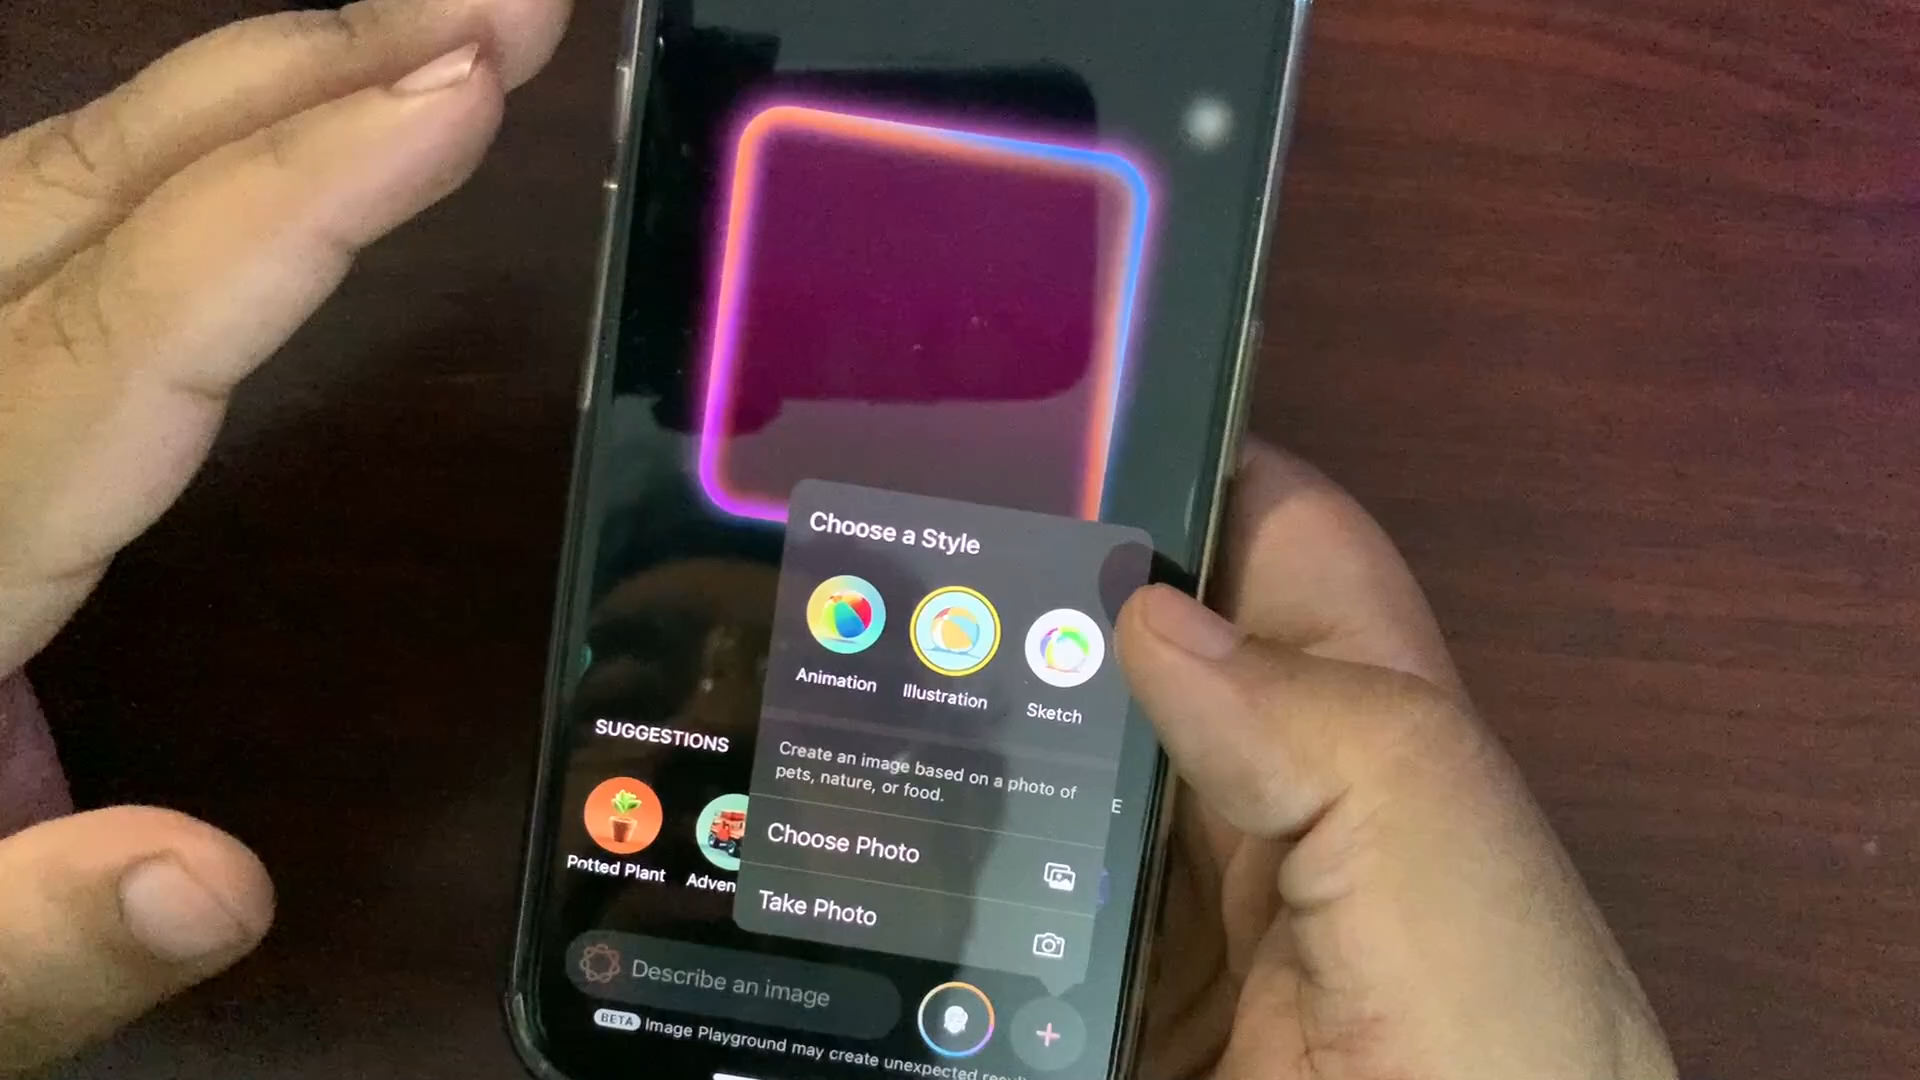 Choose a Style
Animation
Illustration
Sketch
SUGGESTIONS
Create an image based on a photo of
pets, nature, or food.
E
Choose Photo
Potted Plant
Adven
Take Photo
Describe an image
BETA Image Playground may create unexpected